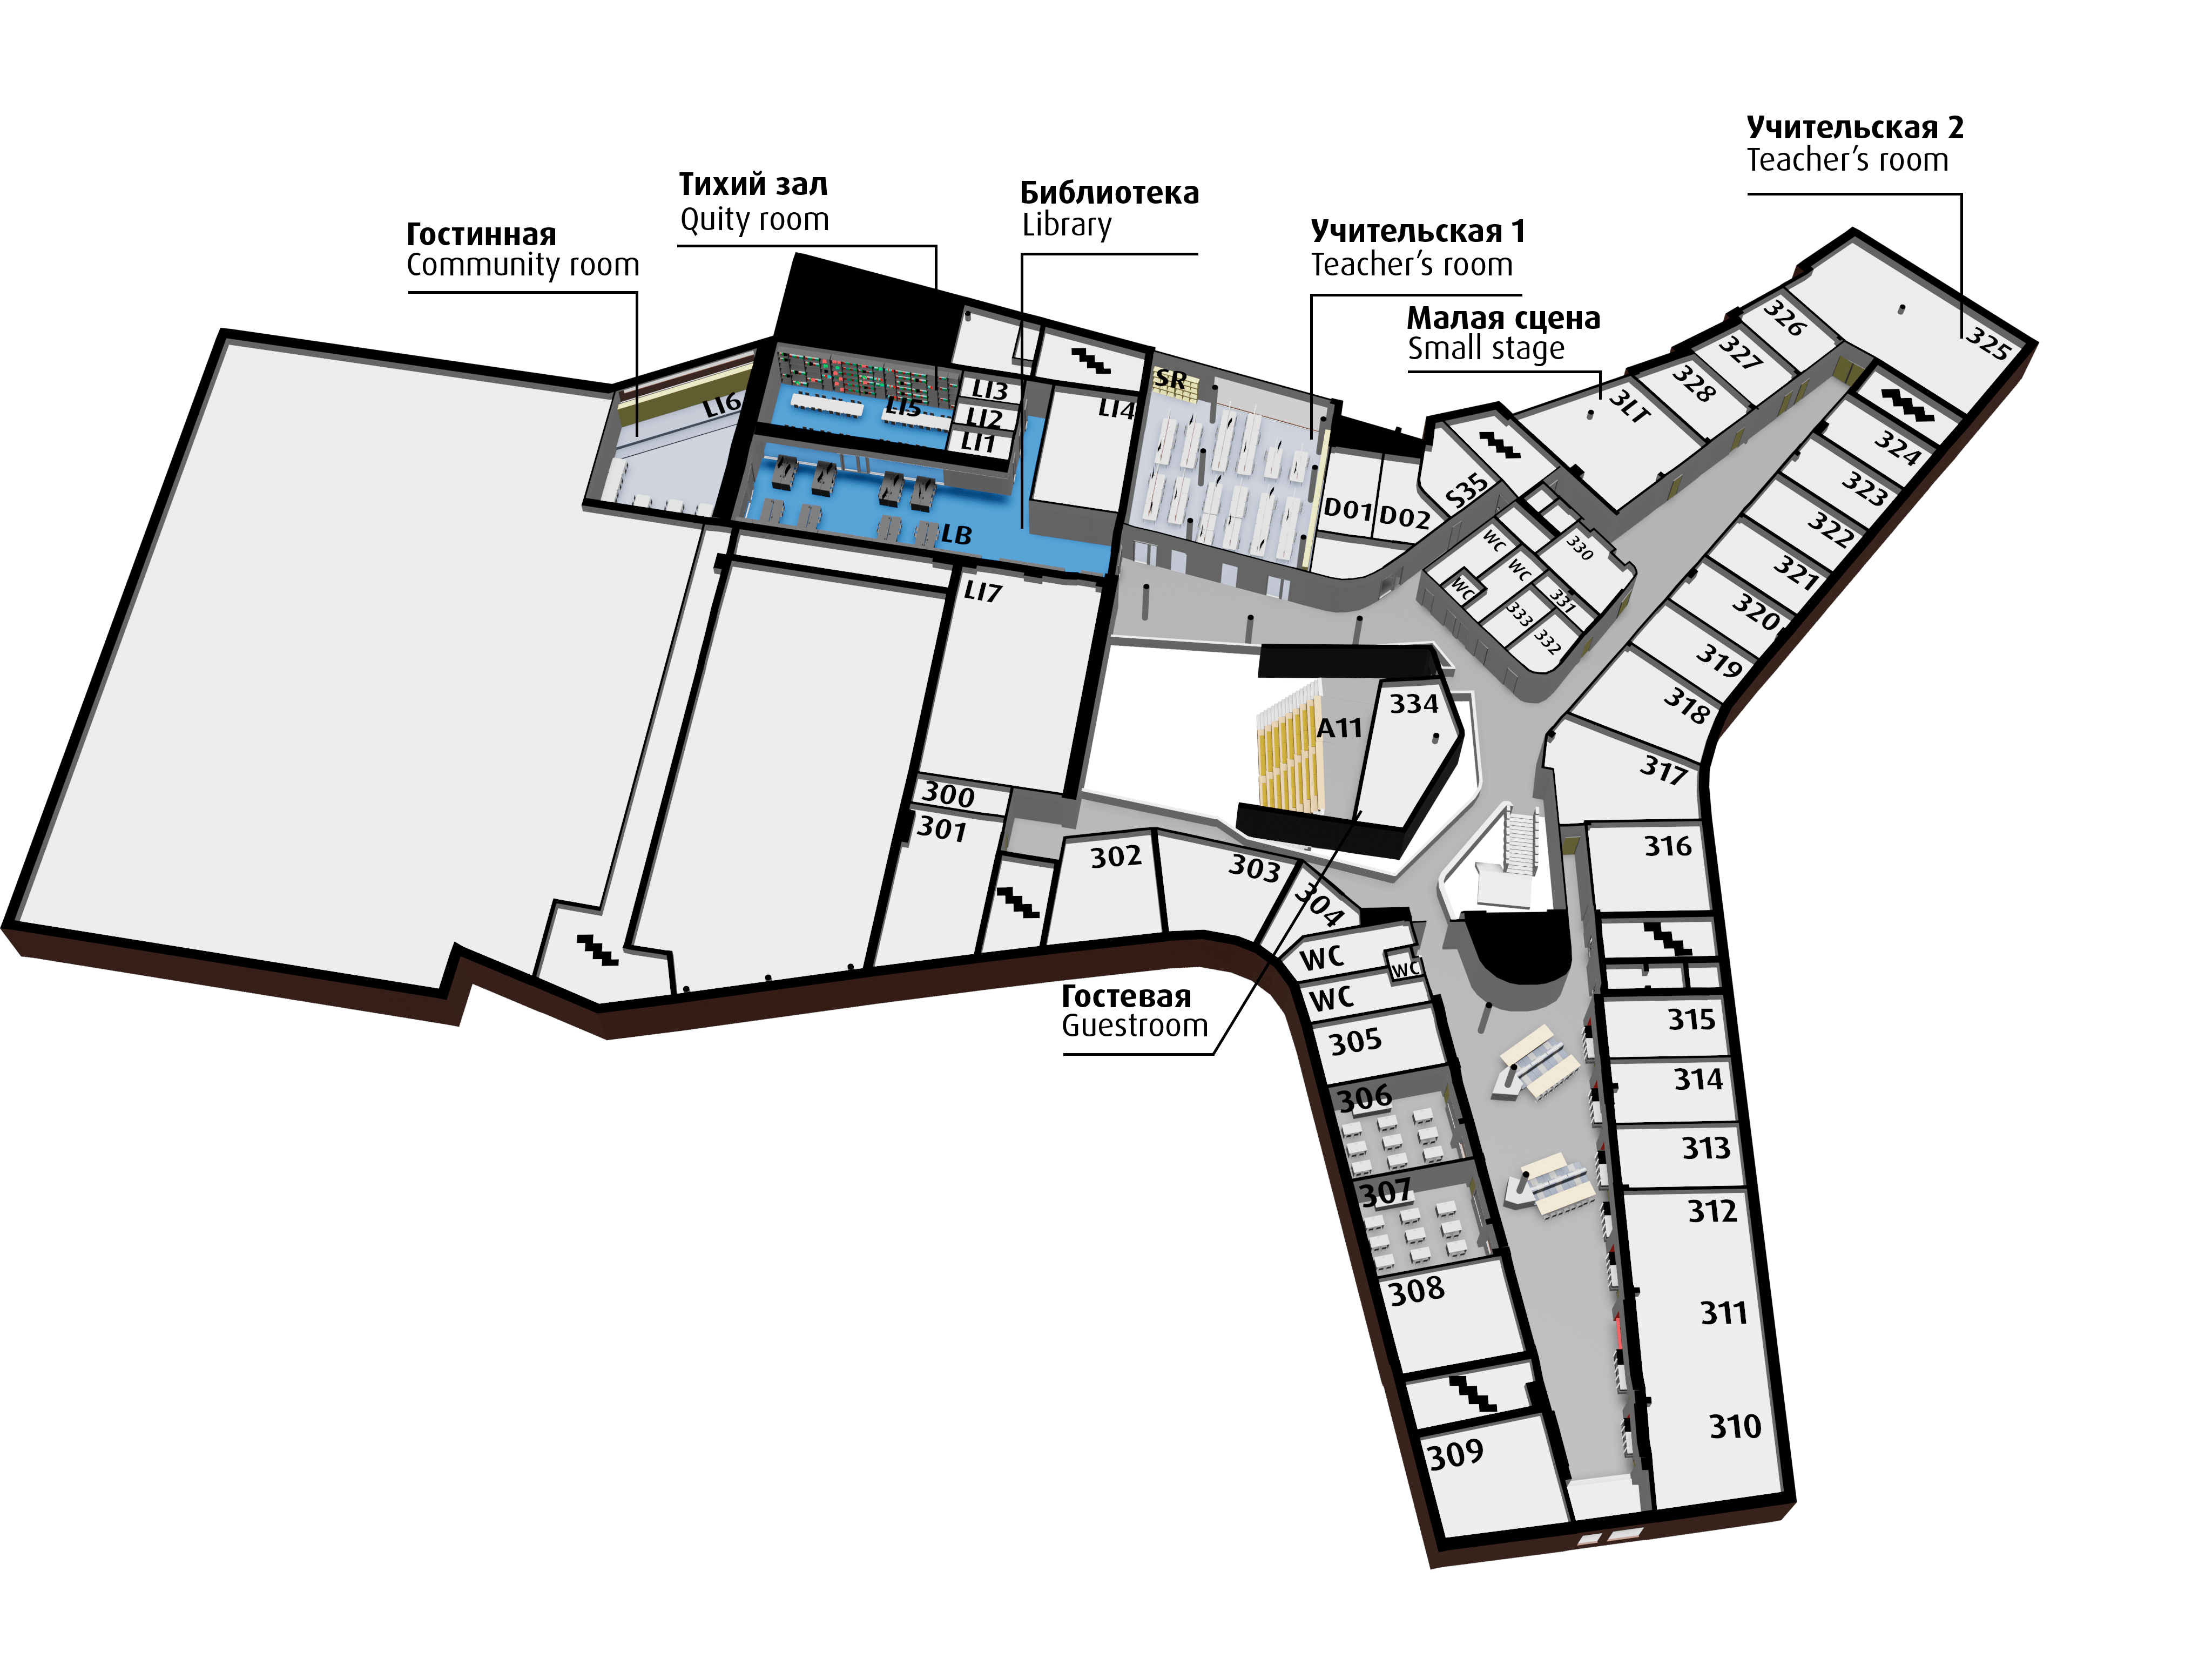 Учительская 2
Teacher's room
Тихий зал
Quity room
Библиотека
Library
Гостинная
Community room
Учительская 1
Teacher's room
Малая сцена
Small stage
325
326
327
328
3LT
324
323
322
321
320
319
318
317
316
315
314
313
312
311
310
SR
LI6
LI5
LI3
LI2
LI1
LI4
LB
LI7
D01
D02
S35
WC
WC
WC
330
331
333
332
334
A11
300
301
302
303
304
WC
WC
WC
Гостевая
Guestroom
305
306
307
308
309